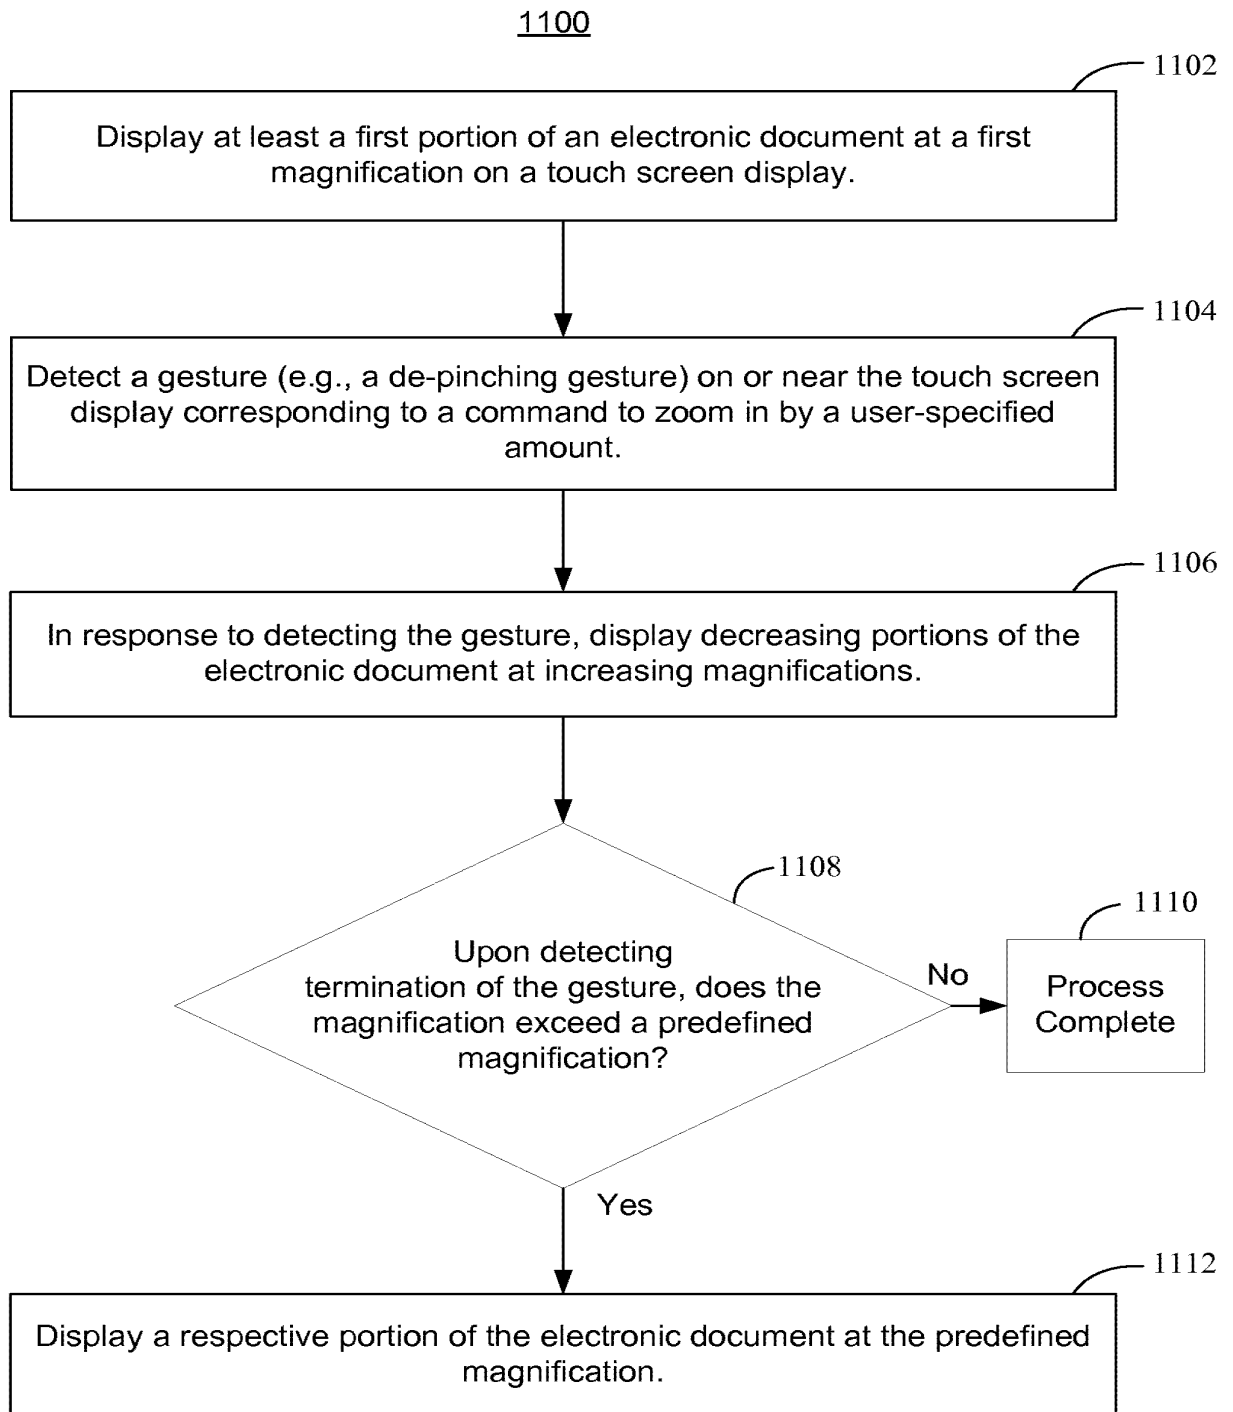 1100
1102
Display at least a first portion of an electronic document at a first
magnification on a touch screen display.
1104
Detect a gesture (e.g., a de-pinching gesture) on or near the touch screen
display corresponding to a command to zoom in by a user-specified
amount.
1106
In response to detecting the gesture, display decreasing portions of the
electronic document at increasing magnifications.
1108
Upon detecting
termination of the gesture, does the
magnification exceed a predefined
magnification?
No
1110
Process
Complete
Yes
1112
Display a respective portion of the electronic document at the predefined
magnification.